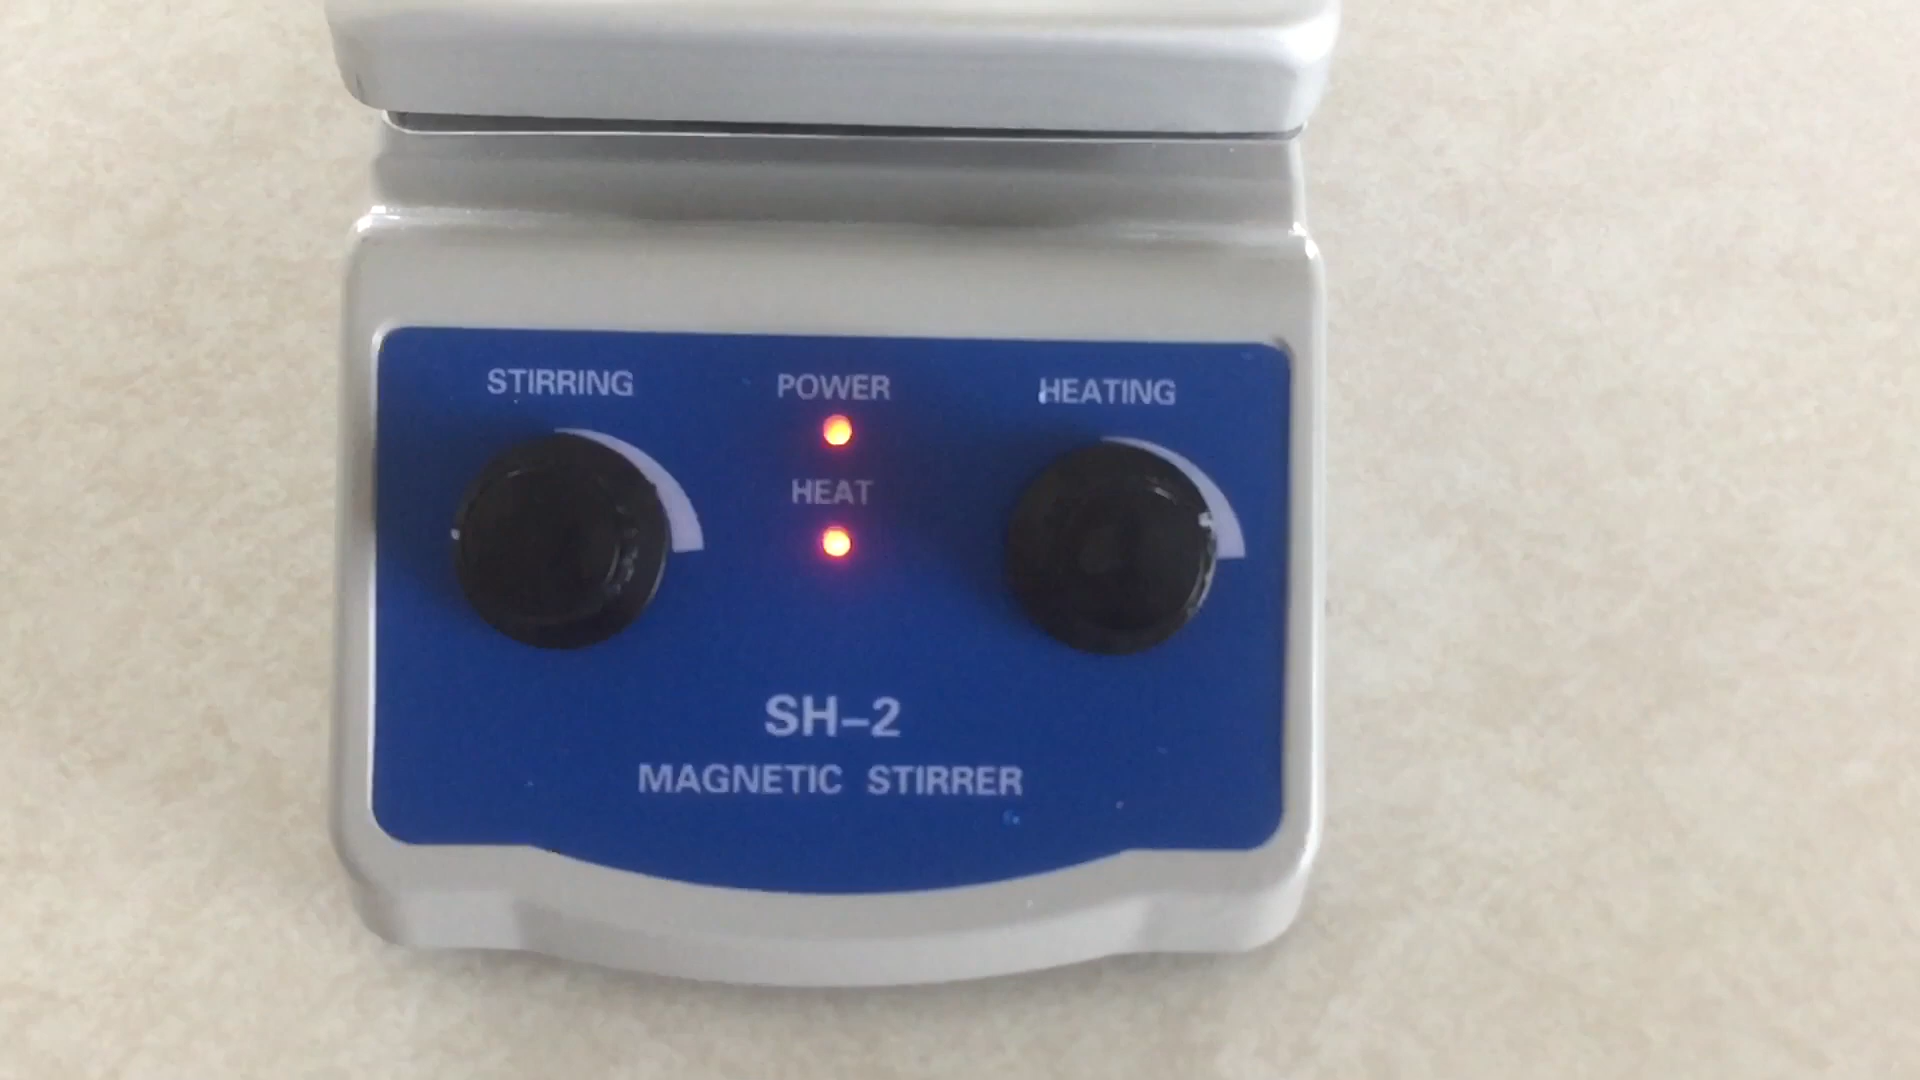 STIRRING
POWER
HEATING
HEAT
SH-2
MAGNETIC STIRRER